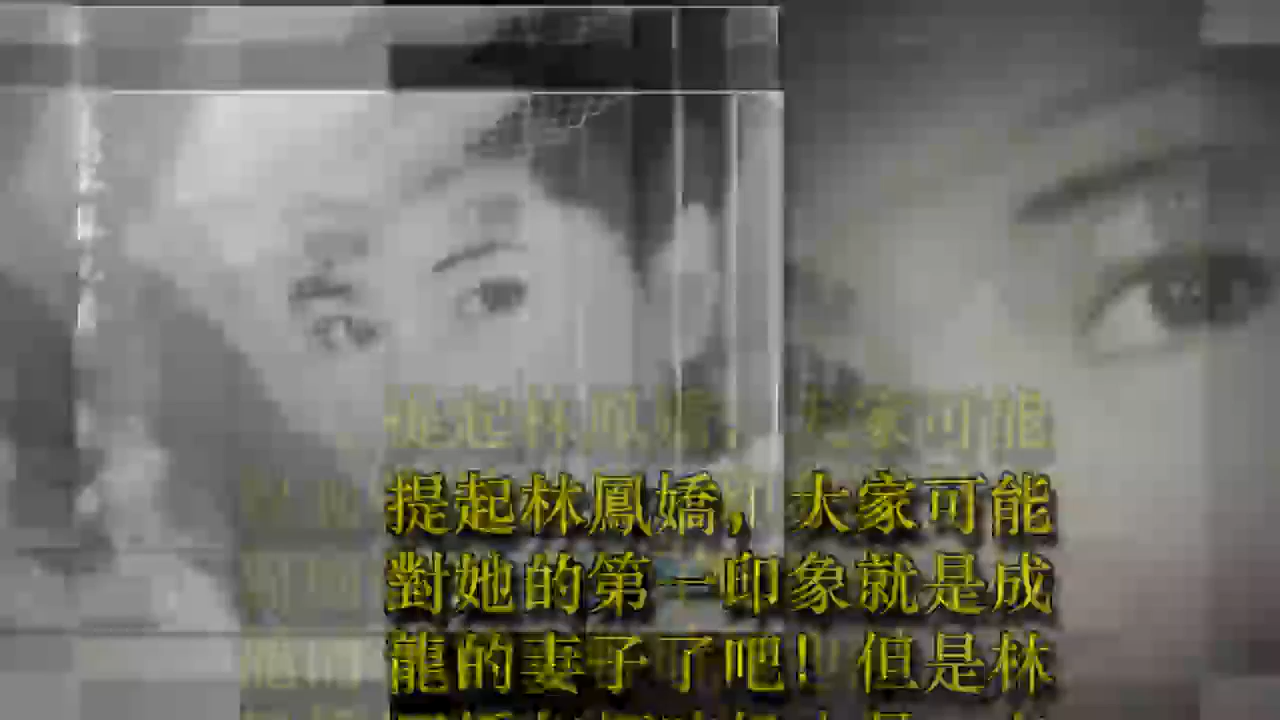 提起林鳳嬌，大家可能
對她的第一印象就是成
龍的妻子了吧！但是林